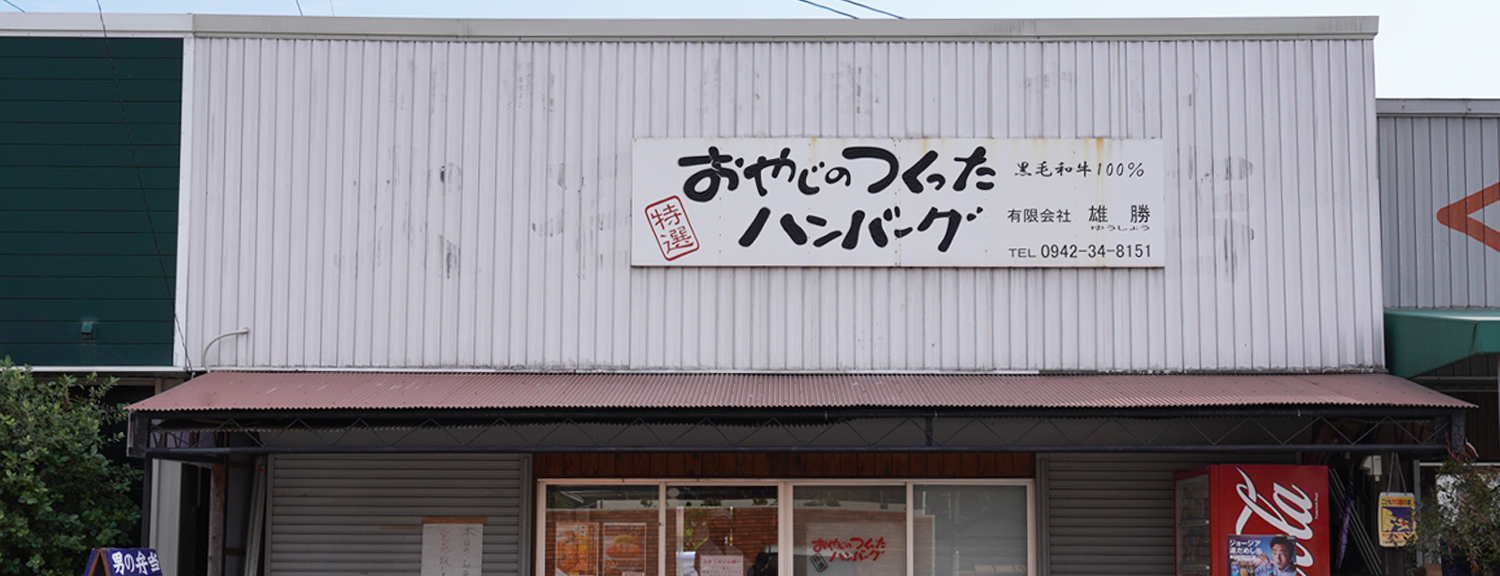 おやじのつくった
ハンバーグ
特選
黒毛和牛100%
有限会社 雄勝
ゆうしょう
TEL 0942-34-8151
男の弁当
おやじのつくった
ハンバーグ
ジョージア